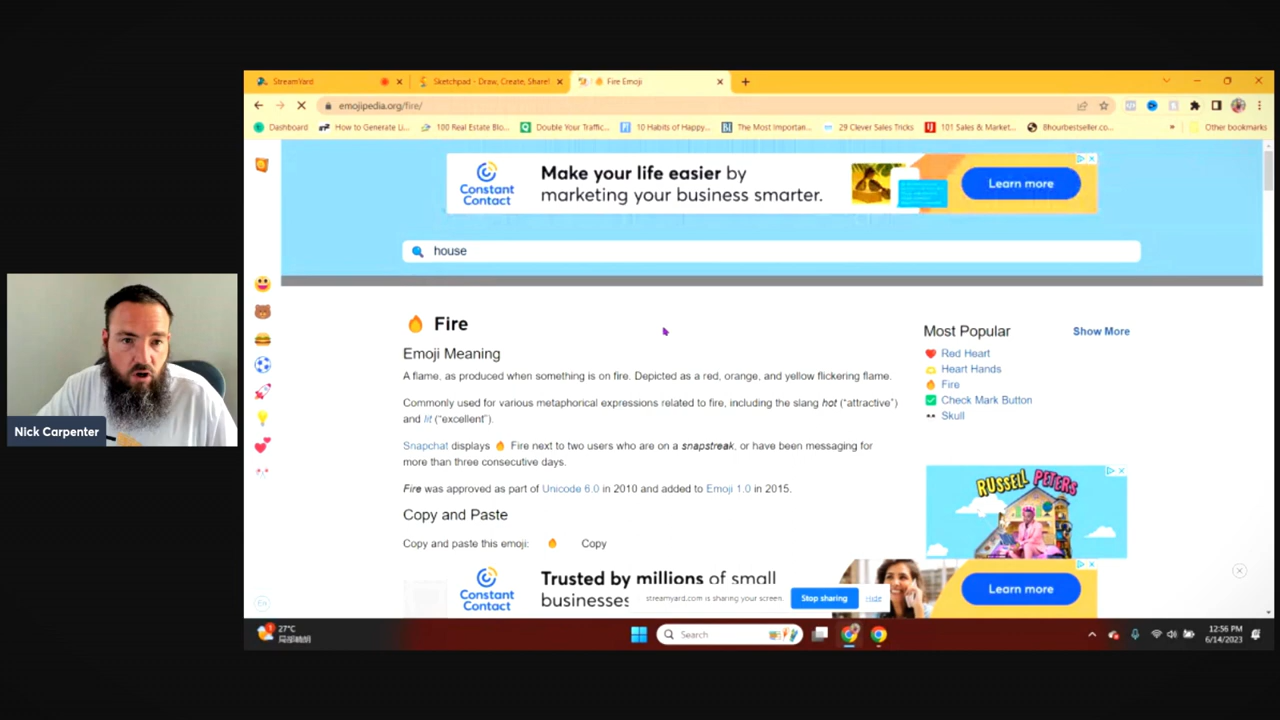 StreamYard
Sketchpad - Draw, Create, Share!
Fire Emoji
emojipedia.org/fire/
Dashboard
How to Generate Li...
100 Real Estate Blo...
Double Your Traffic...
10 Habits of Happy...
The Most Importan...
29 Clever Sales Tricks
101 Sales & Market...
8hourbestseller.co...
Other bookmarks
Constant
Contact
Make your life easier by
marketing your business smarter.
Learn more
house
Fire
Emoji Meaning
A flame, as produced when something is on fire. Depicted as a red, orange, and yellow flickering flame.
Commonly used for various metaphorical expressions related to fire, including the slang hot (“attractive”)
and lit (“excellent”).
Snapchat displays 🔥 Fire next to two users who are on a snapstreak, or have been messaging for
more than three consecutive days.
Fire was approved as part of Unicode 6.0 in 2010 and added to Emoji 1.0 in 2015.
Copy and Paste
Copy and paste this emoji: 🔥 Copy
Most Popular
Show More
Red Heart
Heart Hands
Fire
Check Mark Button
Skull
RUSSELL PETERS
Constant
Contact
Trusted by millions of small
businesses
Learn more
streamyard.com is sharing your screen.
Stop sharing
Hide
En
Nick Carpenter
1
27°C
Search
12:56 PM
6/14/2023